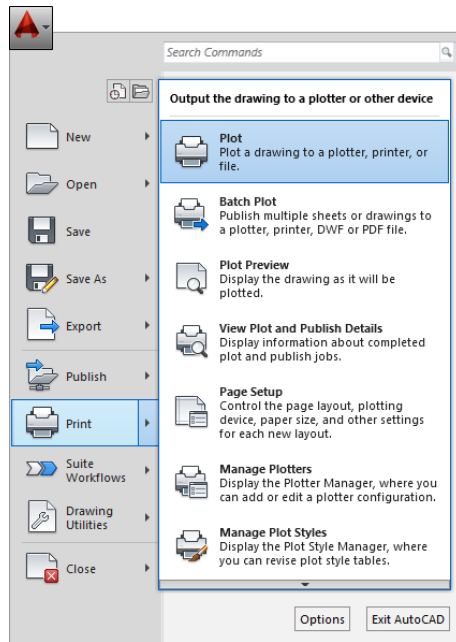 Search Commands
Output the drawing to a plotter or other device
New
Open
Save
Save As
Export
Publish
Print
Suite
Workflows
Drawing
Utilities
Close
Plot
Plot a drawing to a plotter, printer, or
file.
Batch Plot
Publish multiple sheets or drawings to
a plotter, printer, DWF or PDF file.
Plot Preview
Display the drawing as it will be
plotted.
View Plot and Publish Details
Display information about completed
plot and publish jobs.
Page Setup
Control the page layout, plotting
device, paper size, and other settings
for each new layout.
Manage Plotters
Display the Plotter Manager, where you
can add or edit a plotter configuration.
Manage Plot Styles
Display the Plot Style Manager, where
you can revise plot style tables.
Options
Exit AutoCAD